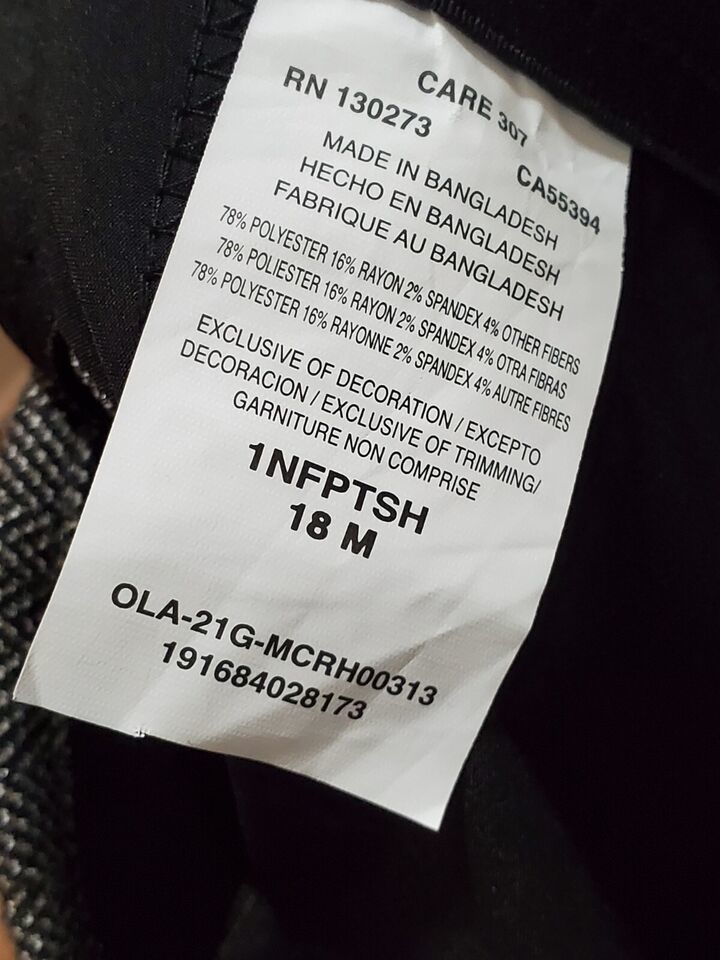 CARE 307
RN 130273
CA55394
MADE IN BANGLADESH
HECHO EN BANGLADESH
FABRIQUE AU BANGLADESH
78% POLYESTER 16% RAYON 2% SPANDEX 4% OTHER FIBERS
78% POLIESTER 16% RAYON 2% SPANDEX 4% OTRA FIBRAS
78% POLYESTER 16% RAYONNE 2% SPANDEX 4% AUTRE FIBRES
EXCLUSIVE OF DECORATION / EXCEPTO
DECORACION / EXCLUSIVE OF TRIMMING/
GARNITURE NON COMPRISE
1NFPTSH
18 M
OLA-21G-MCRH00313
191684028173